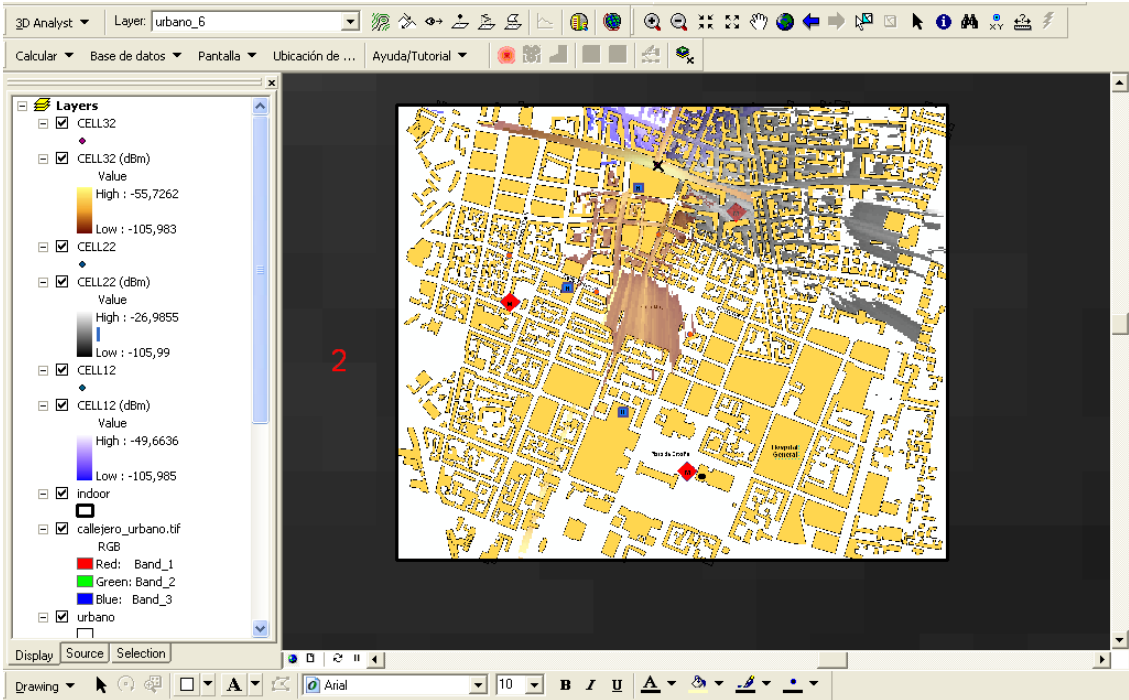 3D Analyst Layer: urbano_6
Calcular Base de datos Pantalla Ubicación de ... Ayuda/Tutorial
Layers
CELL32
CELL32 (dBm)
Value
High : -55,7262
Low : -105,983
CELL22
CELL22 (dBm)
Value
High : -26,9855
Low : -105,99
CELL12
CELL12 (dBm)
Value
High : -49,6636
Low : -105,985
indoor
callejero_urbano.tif
RGB
Red: Band_1
Green: Band_2
Blue: Band_3
urbano
2
Hospital
General
Display Source Selection
Drawing A Arial 10 B I U A